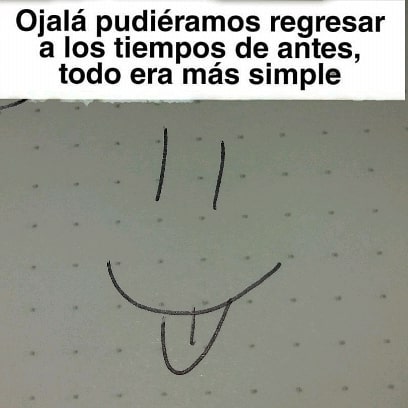 Ojalá pudiéramos regresar
a los tiempos de antes,
todo era más simple